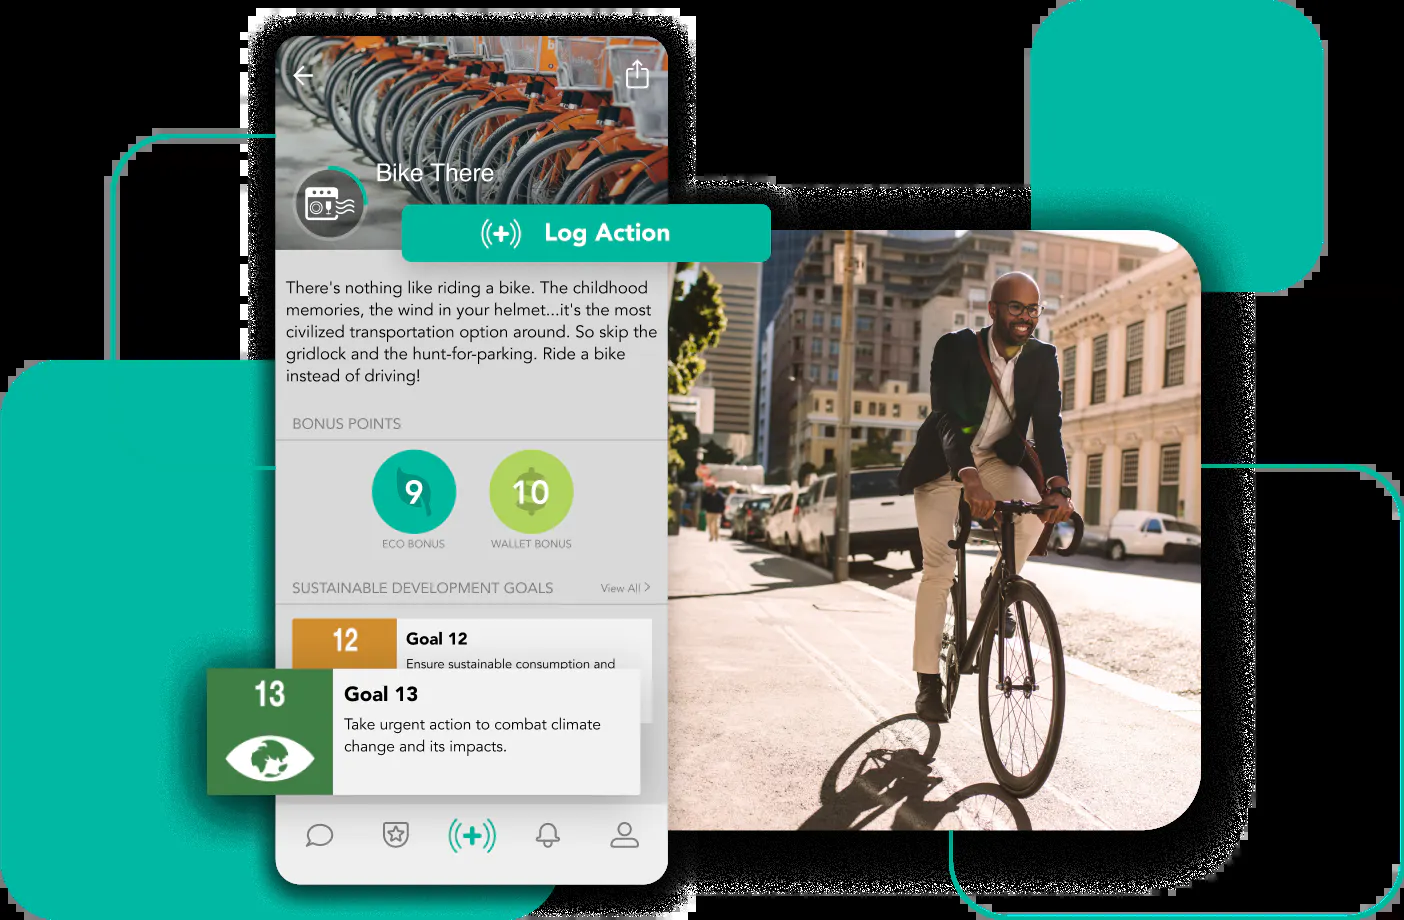 Bike There
Log Action
There's nothing like riding a bike. The childhood
memories, the wind in your helmet...it's the most
civilized transportation option around. So skip the
gridlock and the hunt-for-parking. Ride a bike
instead of driving!
BONUS POINTS
9
10
ECO BONUS
WALLET BONUS
SUSTAINABLE DEVELOPMENT GOALS
View All >
12
Goal 12
Ensure sustainable consumption and
13
Goal 13
Take urgent action to combat climate
change and its impacts.